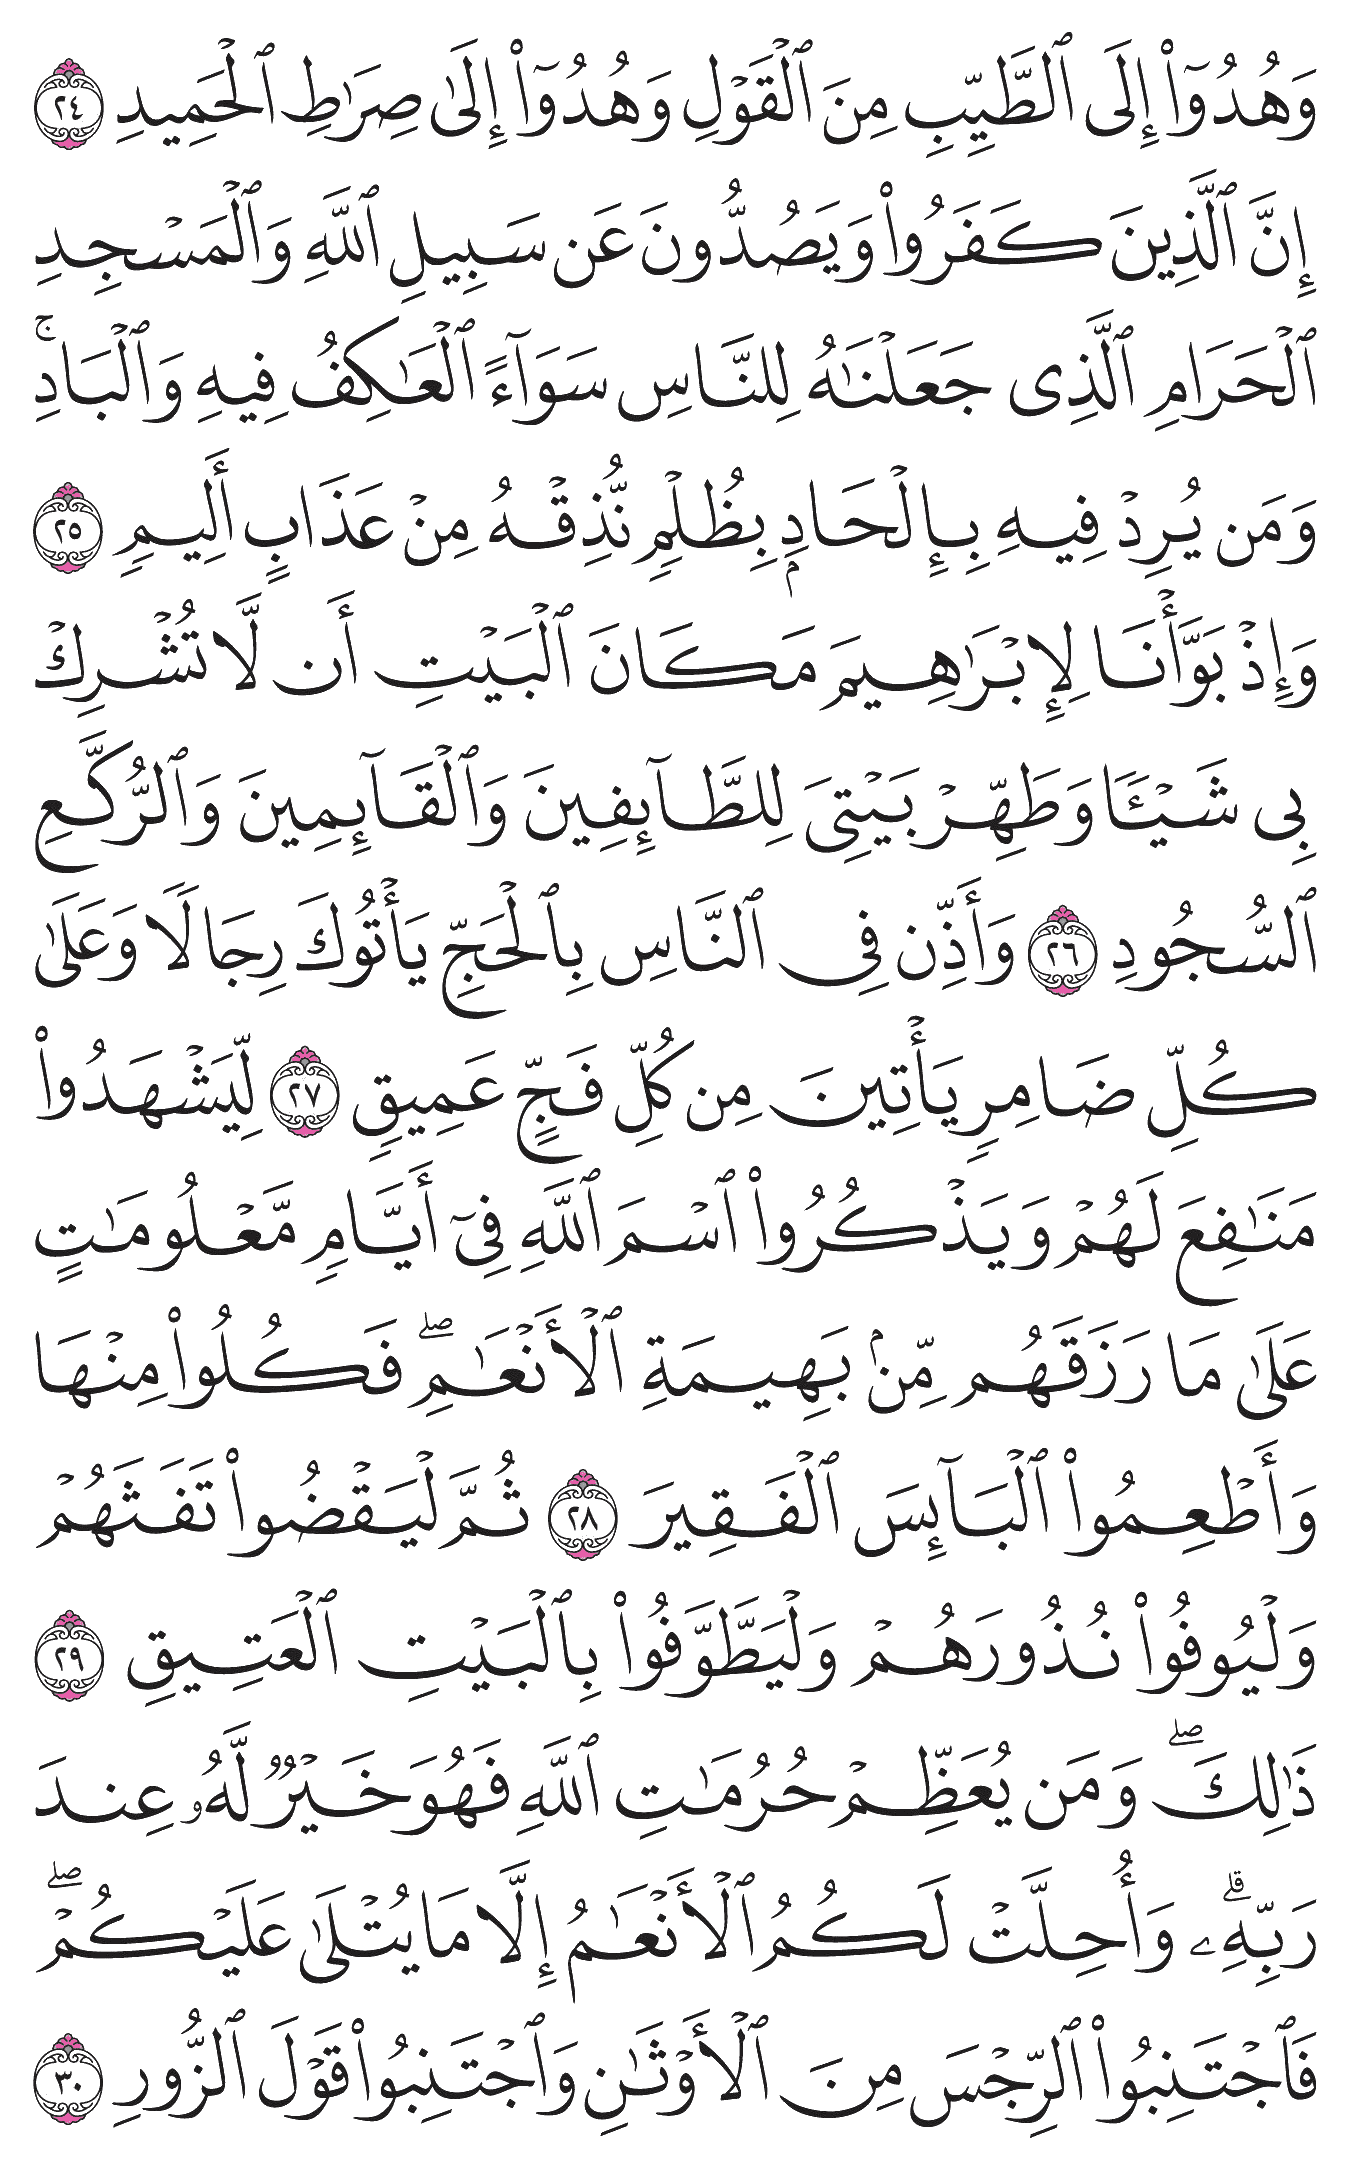 وَهُدُوٓاْ إِلَى ٱلطَّيِّبِ مِنَ ٱلۡقَوۡلِ وَهُدُوٓاْ إِلَىٰ صِرَٰطِ ٱلۡحَمِيدِ ٢٤
إِنَّ ٱلَّذِينَ كَفَرُواْ وَيَصُدُّونَ عَن سَبِيلِ ٱللَّهِ وَٱلۡمَسۡجِدِ
ٱلۡحَرَامِ ٱلَّذِي جَعَلۡنَٰهُ لِلنَّاسِ سَوَآءً ٱلۡعَٰكِفُ فِيهِ وَٱلۡبَادِۚ
وَمَن يُرِدۡ فِيهِ بِإِلۡحَادِۭ بِظُلۡمٖ نُّذِقۡهُ مِنۡ عَذَابٍ أَلِيمٖ ٢٥
وَإِذۡ بَوَّأۡنَا لِإِبۡرَٰهِيمَ مَكَانَ ٱلۡبَيۡتِ أَن لَّا تُشۡرِكۡ
بِي شَيۡـٔٗا وَطَهِّرۡ بَيۡتِيَ لِلطَّآئِفِينَ وَٱلۡقَآئِمِينَ وَٱلرُّكَّعِ
ٱلسُّجُودِ ٢٦ وَأَذِّن فِي ٱلنَّاسِ بِٱلۡحَجِّ يَأۡتُوكَ رِجَالٗا وَعَلَىٰ
كُلِّ ضَامِرٖ يَأۡتِينَ مِن كُلِّ فَجٍّ عَمِيقٖ ٢٧ لِّيَشۡهَدُواْ
مَنَٰفِعَ لَهُمۡ وَيَذۡكُرُواْ ٱسۡمَ ٱللَّهِ فِيٓ أَيَّامٖ مَّعۡلُومَٰتٍ
عَلَىٰ مَا رَزَقَهُم مِّنۢ بَهِيمَةِ ٱلۡأَنۡعَٰمِۖ فَكُلُواْ مِنۡهَا
وَأَطۡعِمُواْ ٱلۡبَآئِسَ ٱلۡفَقِيرَ ٢٨ ثُمَّ لۡيَقۡضُواْ تَفَثَهُمۡ
وَلۡيُوفُواْ نُذُورَهُمۡ وَلۡيَطَّوَّفُواْ بِٱلۡبَيۡتِ ٱلۡعَتِيقِ ٢٩
ذَٰلِكَۖ وَمَن يُعَظِّمۡ حُرُمَٰتِ ٱللَّهِ فَهُوَ خَيۡرٞ لَّهُۥ عِندَ
رَبِّهِۦۗ وَأُحِلَّتۡ لَكُمُ ٱلۡأَنۡعَٰمُ إِلَّا مَا يُتۡلَىٰ عَلَيۡكُمۡۖ
فَٱجۡتَنِبُواْ ٱلرِّجۡسَ مِنَ ٱلۡأَوۡثَٰنِ وَٱجۡتَنِبُواْ قَوۡلَ ٱلزُّورِ ٣٠